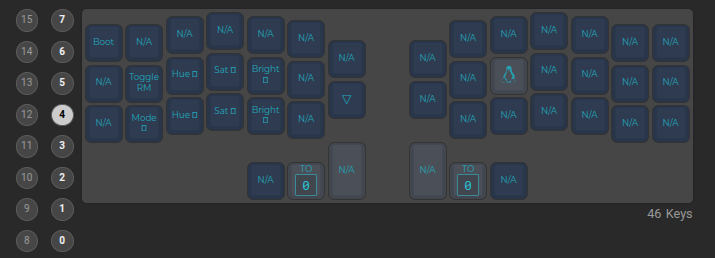 15 7
14 6
13 5
12 4
11 3
10 2
9 1
8 0
Boot N/A N/A N/A N/A N/A N/A N/A N/A N/A N/A N/A N/A N/A
N/A Toggle RM Hue ▯ Sat ▯ Bright ▯ N/A ▽ N/A N/A N/A N/A N/A N/A
N/A Mode ▯ Hue ▯ Sat ▯ Bright ▯ N/A N/A N/A N/A N/A N/A N/A
N/A TO 0 N/A N/A TO 0 N/A
46 Keys